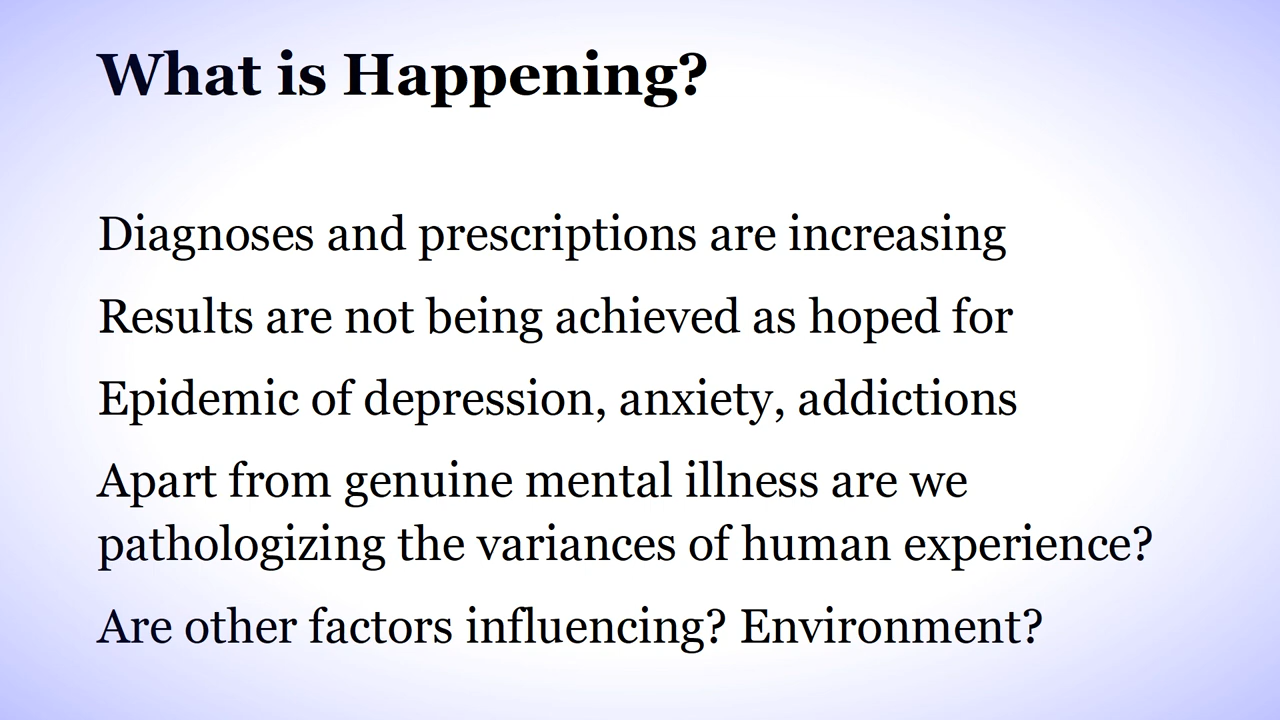 What is Happening?
Diagnoses and prescriptions are increasing
Results are not being achieved as hoped for
Epidemic of depression, anxiety, addictions
Apart from genuine mental illness are we
pathologizing the variances of human experience?
Are other factors influencing? Environment?